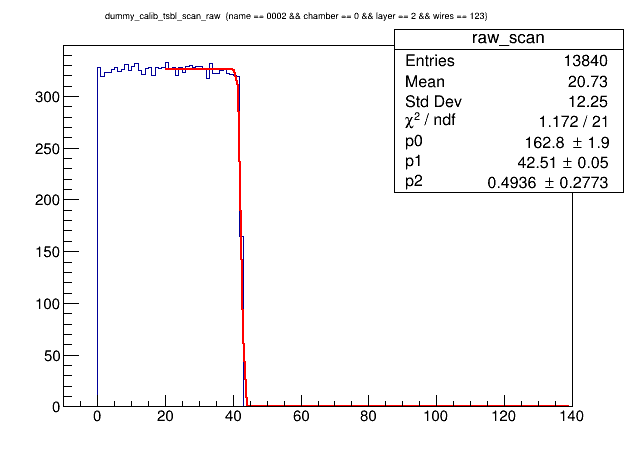 dummy_calib_tsbl_scan_raw {name == 0002 && chamber == 0 && layer == 2 && wires == 123}
raw_scan
Entries 13840
Mean 20.73
Std Dev 12.25
χ² / ndf 1.172 / 21
p0 162.8 ± 1.9
p1 42.51 ± 0.05
p2 0.4936 ± 0.2773
300
250
200
150
100
50
0
0 20 40 60 80 100 120 140